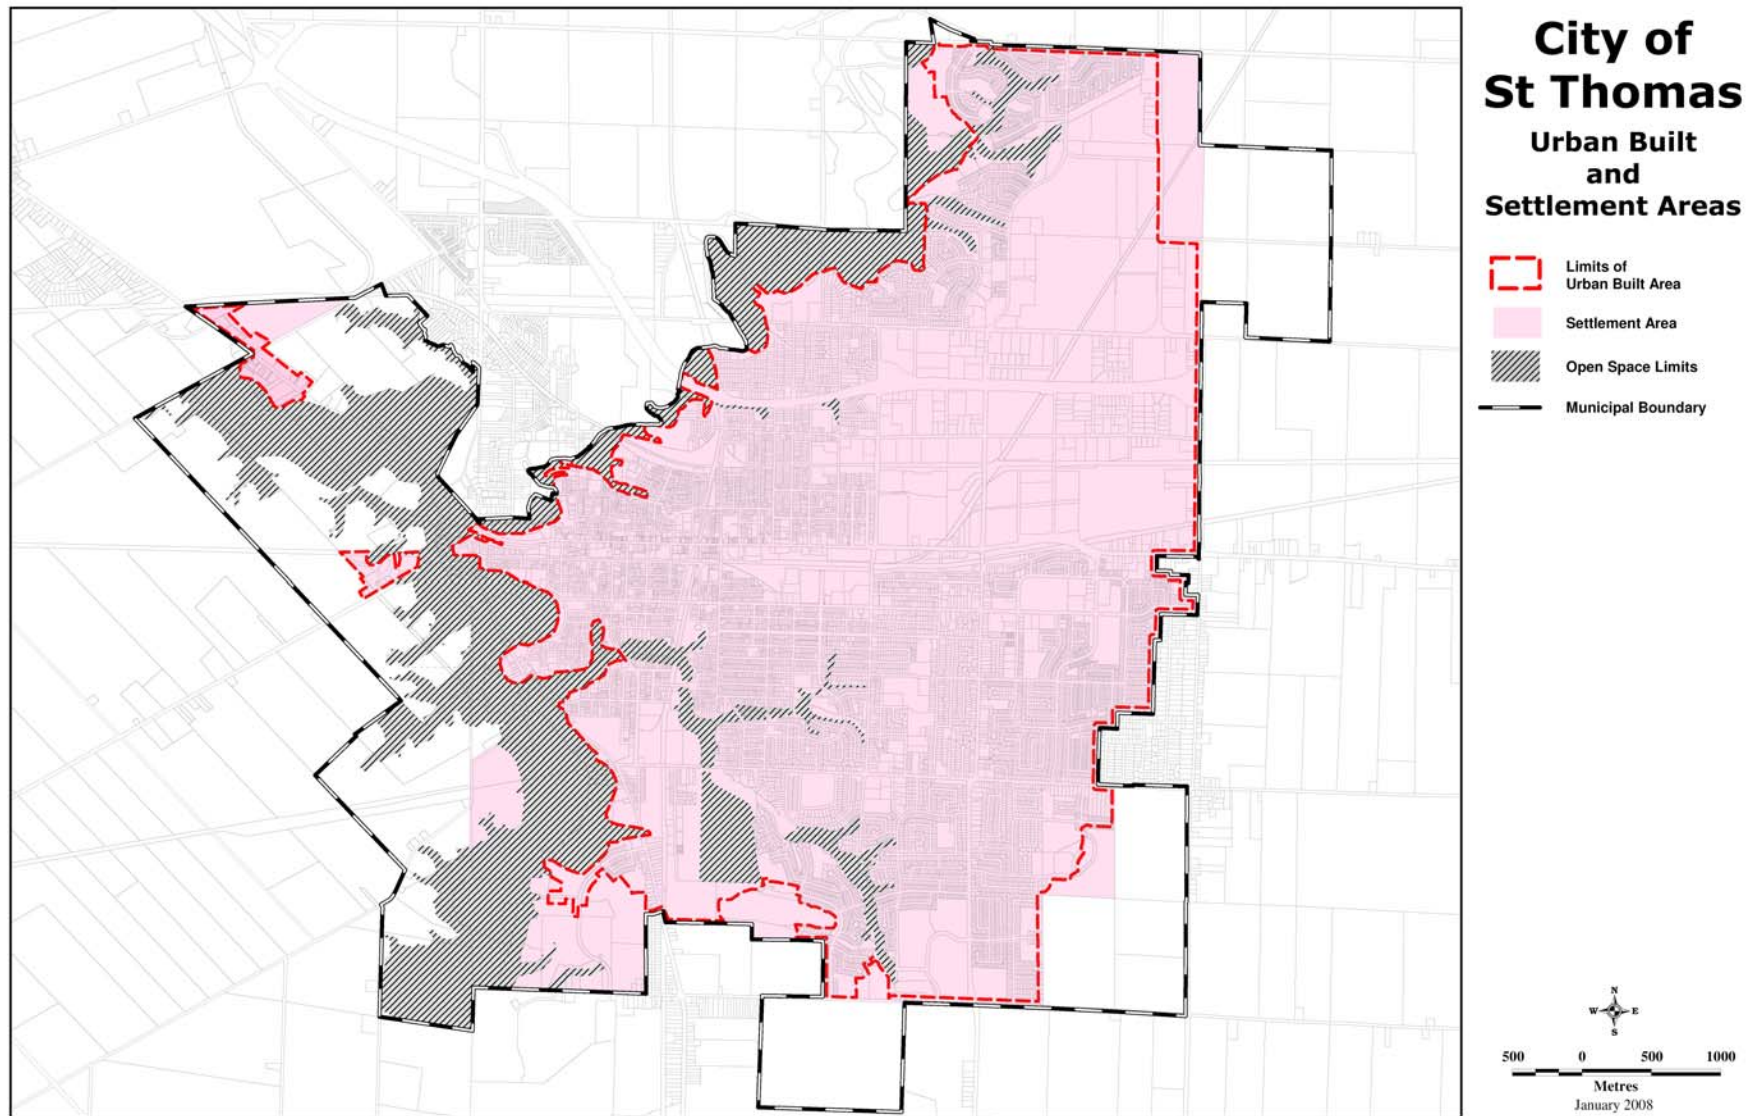 City of
St Thomas
Urban Built
and
Settlement Areas
Limits of
Urban Built Area
Settlement Area
Open Space Limits
Municipal Boundary
N
W E
S
500 0 500 1000
Metres
January 2008